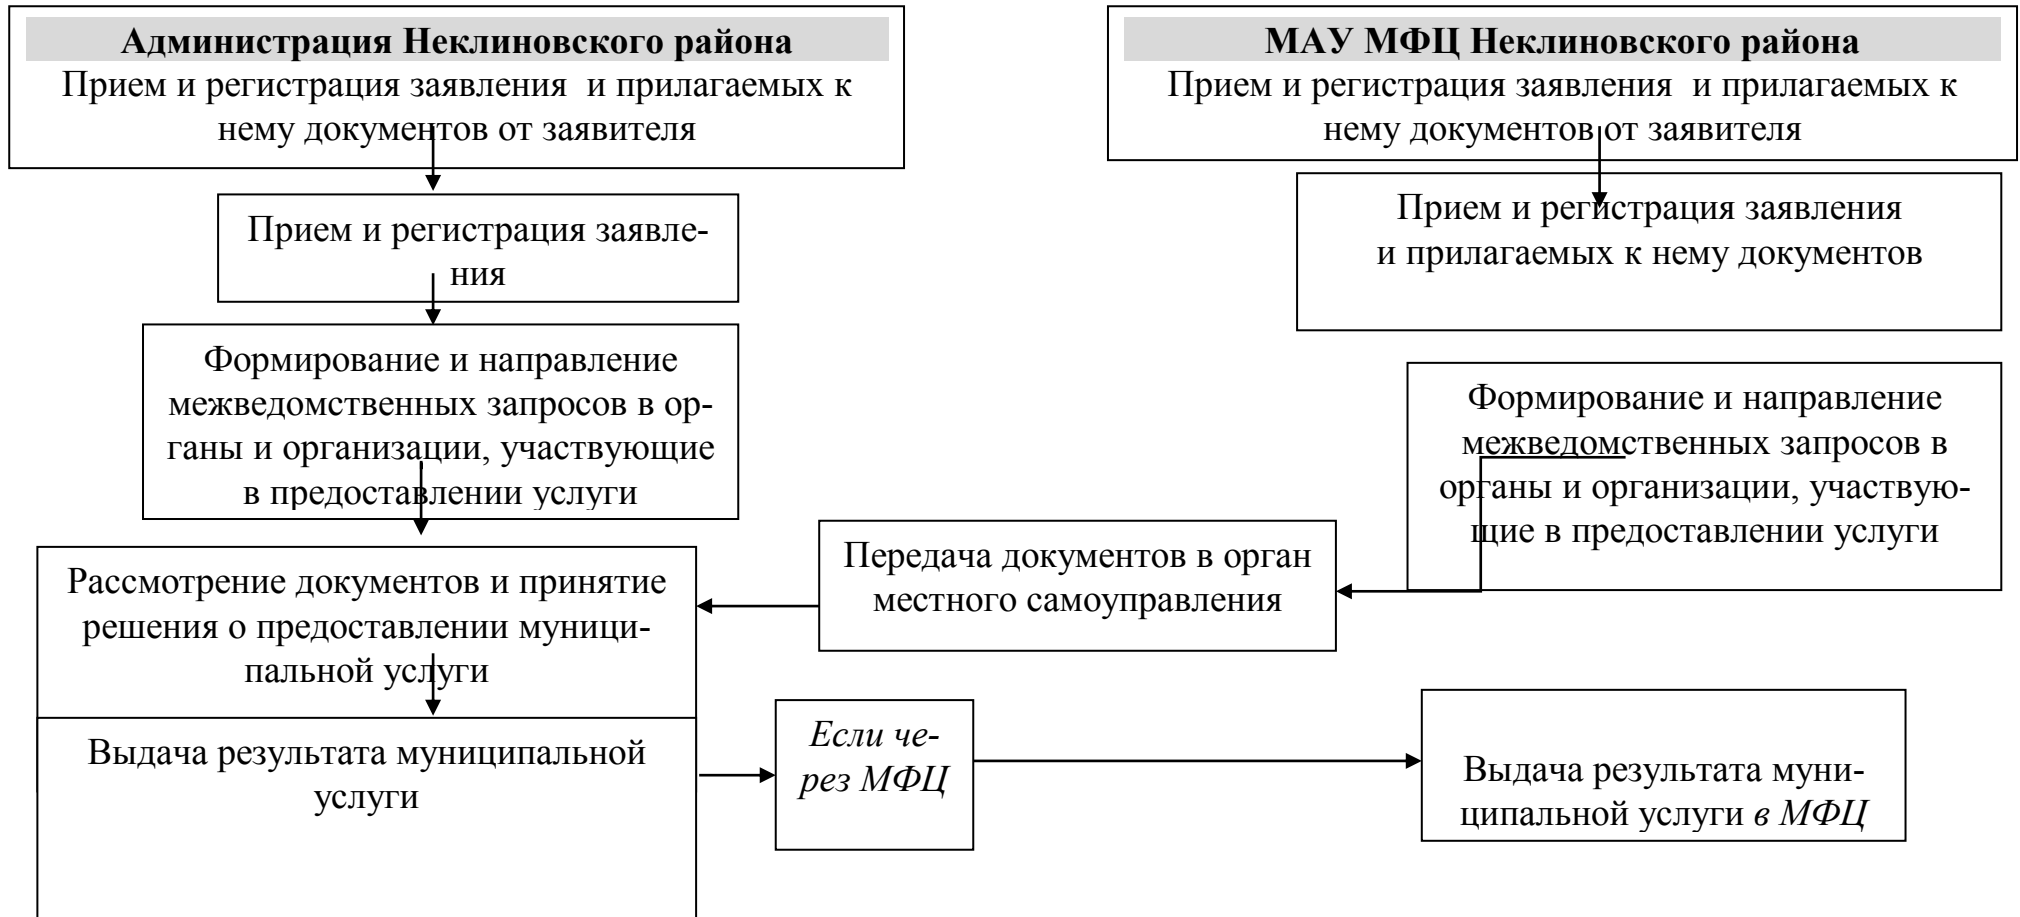 Администрация Неклиновского района
Прием и регистрация заявления и прилагаемых к
нему документов от заявителя
МАУ МФЦ Неклиновского района
Прием и регистрация заявления и прилагаемых к
нему документов от заявителя
Прием и регистрация заявле-
ния
Прием и регистрация заявления
и прилагаемых к нему документов
Формирование и направление
межведомственных запросов в ор-
ганы и организации, участвующие
в предоставлении услуги
Формирование и направление
межведомственных запросов в
органы и организации, участвую-
щие в предоставлении услуги
Передача документов в орган
местного самоуправления
Рассмотрение документов и принятие
решения о предоставлении муници-
пальной услуги
Выдача результата муниципальной
услуги
Если че-
рез МФЦ
Выдача результата муни-
ципальной услуги в МФЦ